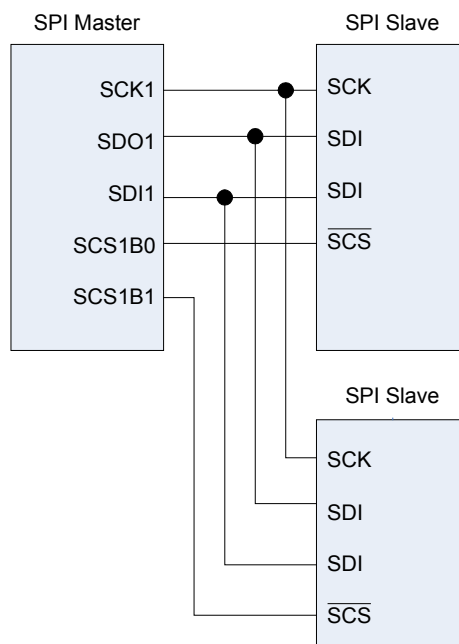 SPI Master
SCK1
SDO1
SDI1
SCS1B0
SCS1B1
SPI Slave
SCK
SDI
SDI
SCS
SPI Slave
SCK
SDI
SDI
SCS